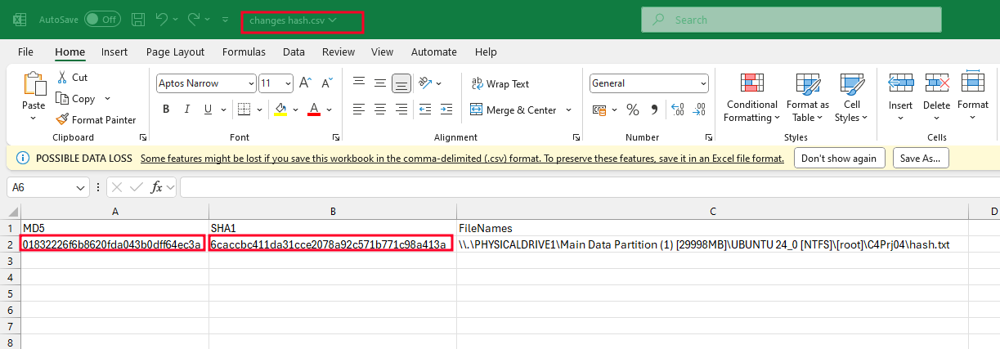 AutoSave Off changes hash.csv Search
File Home Insert Page Layout Formulas Data Review View Automate Help
Paste
Cut
Copy
Format Painter
Clipboard
Aptos Narrow 11 A A
B I U A
Font
ab c Wrap Text
Merge & Center
Alignment
General
% 9 .00 .00
Number
Conditional Formatting
Format as Table
Cell Styles
Styles
Insert Delete Format
Cells
POSSIBLE DATA LOSS Some features might be lost if you save this workbook in the comma-delimited (.csv) format. To preserve these features, save it in an Excel file format. Don't show again Save As...
A6 fx
A B C D
1 MD5 SHA1 FileNames
2 01832226f6b8620fda043b0dff64ec3a 6caccbc411da31cce2078a92c571b771c98a413a \\.\PHYSICALDRIVE1\Main Data Partition (1) [29998MB]\UBUNTU 24_0 [NTFS]\[root]\C4Prj04\hash.txt
3
4
5
6
7
8